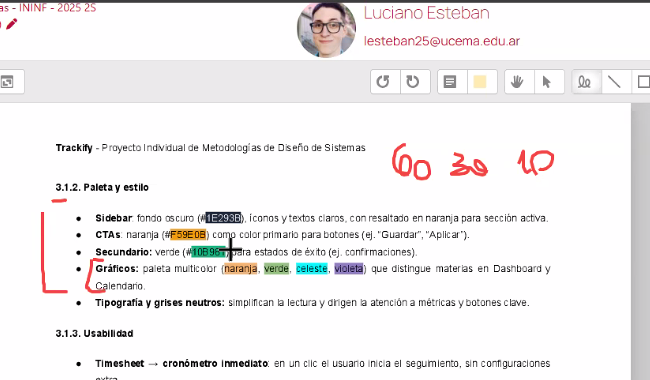 as - ININF - 2025 2S
Luciano Esteban
lesteban25@ucema.edu.ar
Trackify - Proyecto Individual de Metodologías de Diseño de Sistemas
60 30 10
3.1.2. Paleta y estilo
● Sidebar: fondo oscuro (#1E293B), íconos y textos claros, con resaltado en naranja para sección activa.
● CTAs: naranja (#F59E0B) como color primario para botones (ej. "Guardar", "Aplicar").
● Secundario: verde (#10B981) para estados de éxito (ej. confirmaciones).
● Gráficos: paleta multicolor (naranja, verde, celeste, violeta) que distingue materias en Dashboard y
Calendario.
● Tipografía y grises neutros: simplifican la lectura y dirigen la atención a métricas y botones clave.
3.1.3. Usabilidad
● Timesheet → cronómetro inmediato: en un clic el usuario inicia el seguimiento, sin configuraciones
extra.